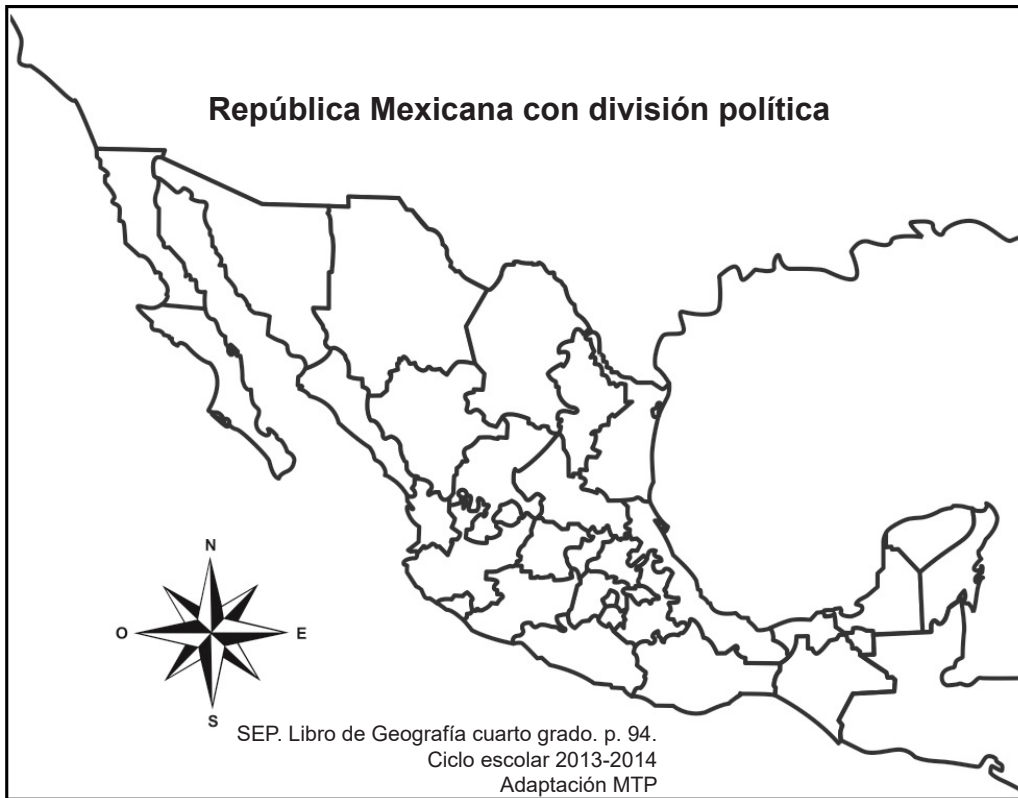 República Mexicana con división política
N
O
E
S
SEP. Libro de Geografía cuarto grado. p. 94.
Ciclo escolar 2013-2014
Adaptación MTP